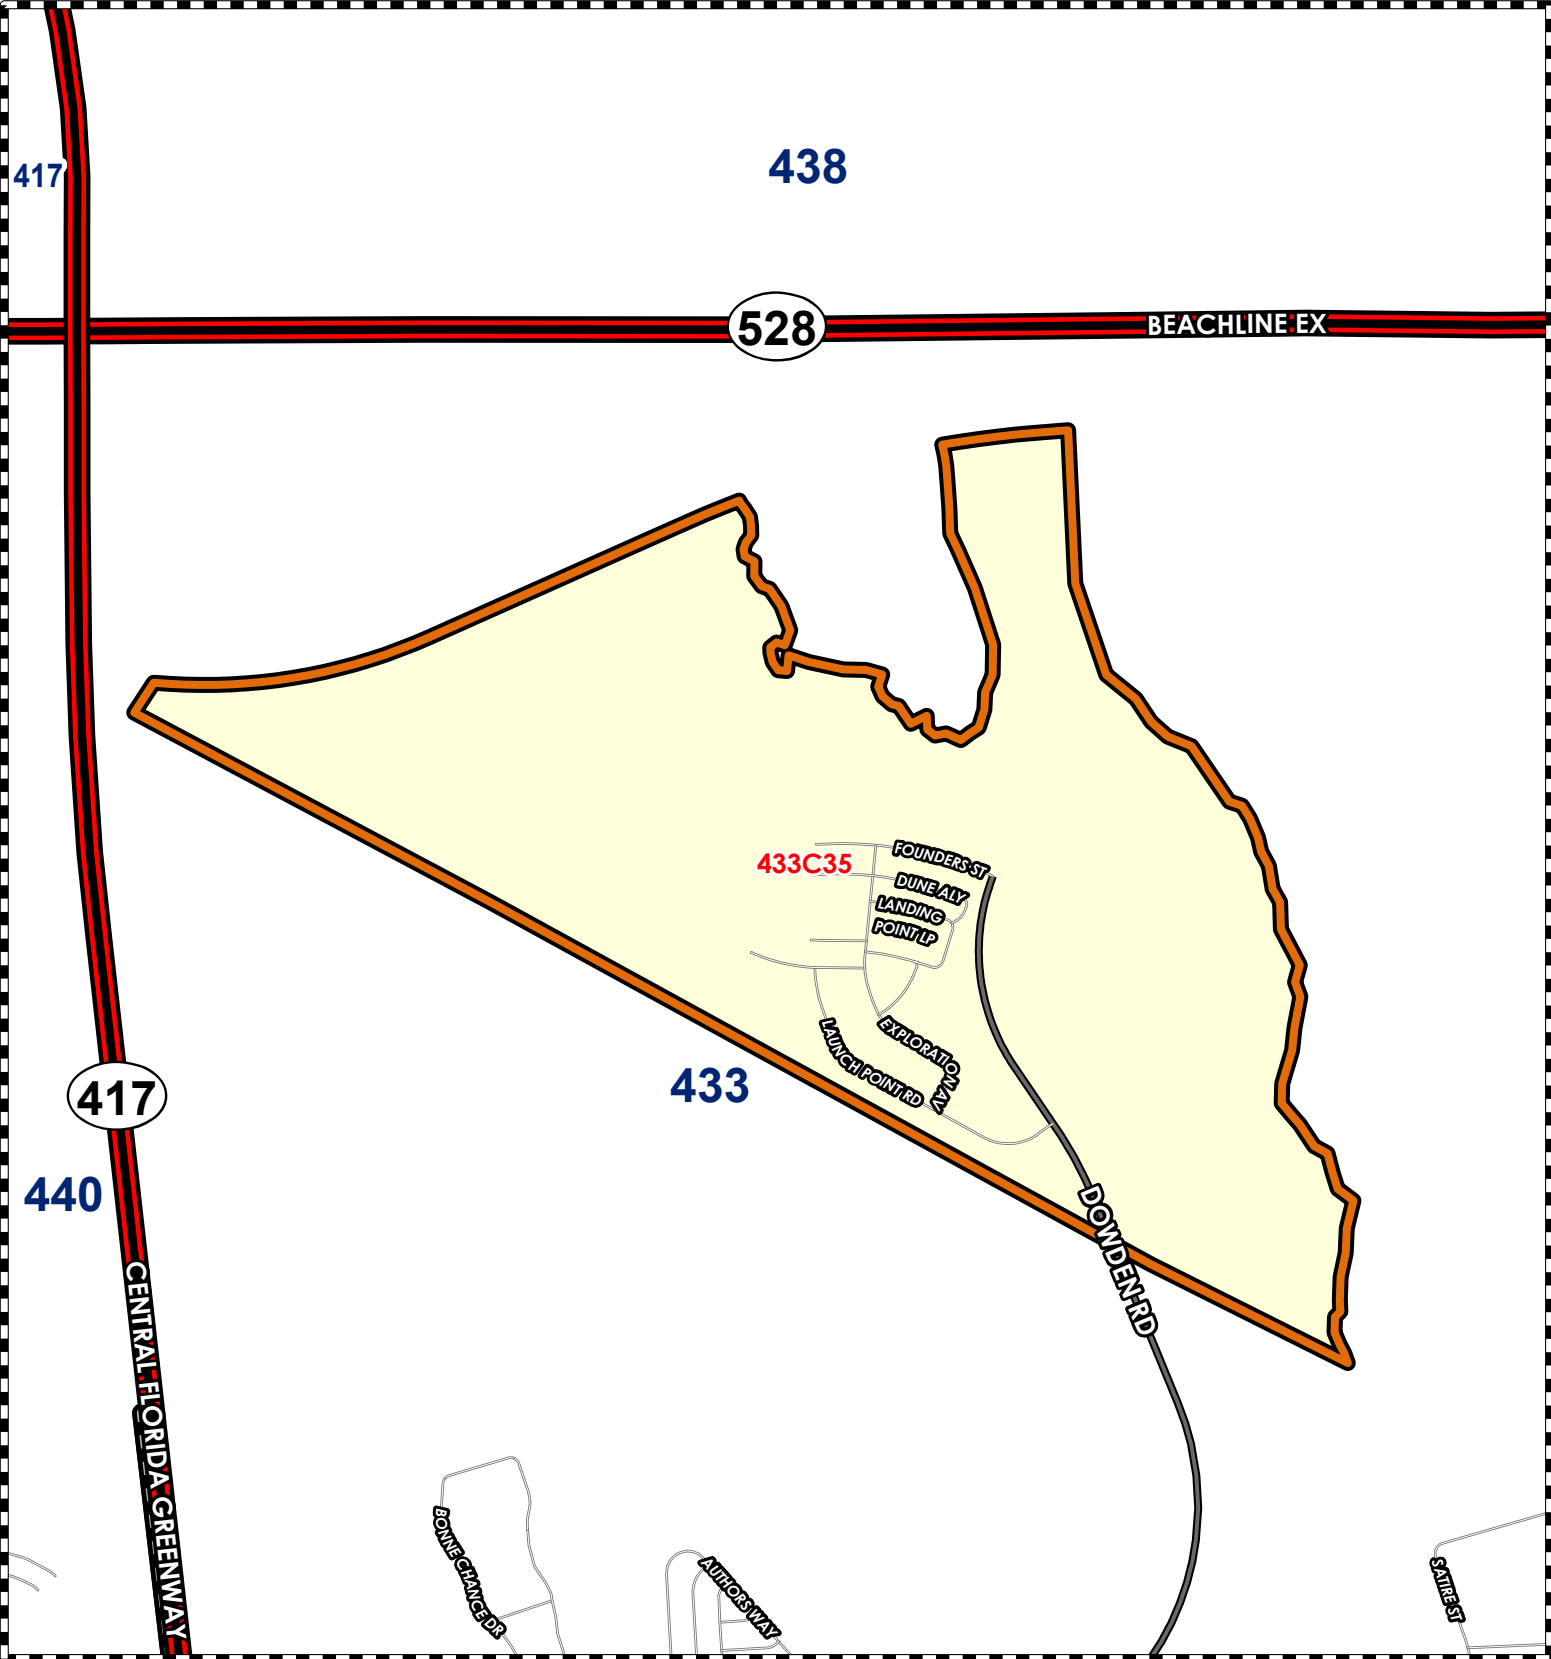 438
417
528
BEACHLINE EX
433C35
FOUNDERS ST
DUNE ALY
LANDING
POINT LP
EXPLORATION AV
LAUNCH POINT RD
433
417
440
DOWDEN RD
CENTRAL FLORIDA GREENWAY
BONNE CHANCE DR
AUTHORS WAY
SATIRE ST